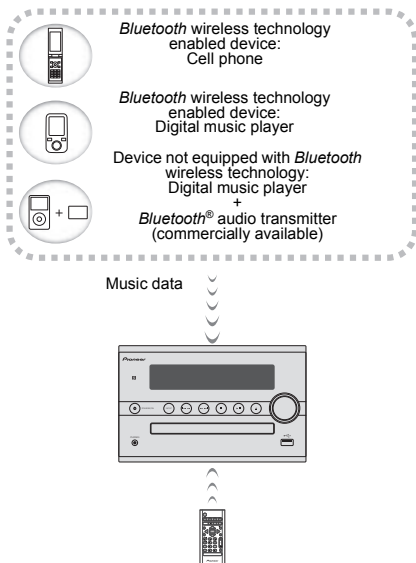 Bluetooth wireless technology
enabled device:
Cell phone
Bluetooth wireless technology
enabled device:
Digital music player
Device not equipped with Bluetooth
wireless technology:
Digital music player
+
Bluetooth® audio transmitter
(commercially available)
+
Music data
Pioneer